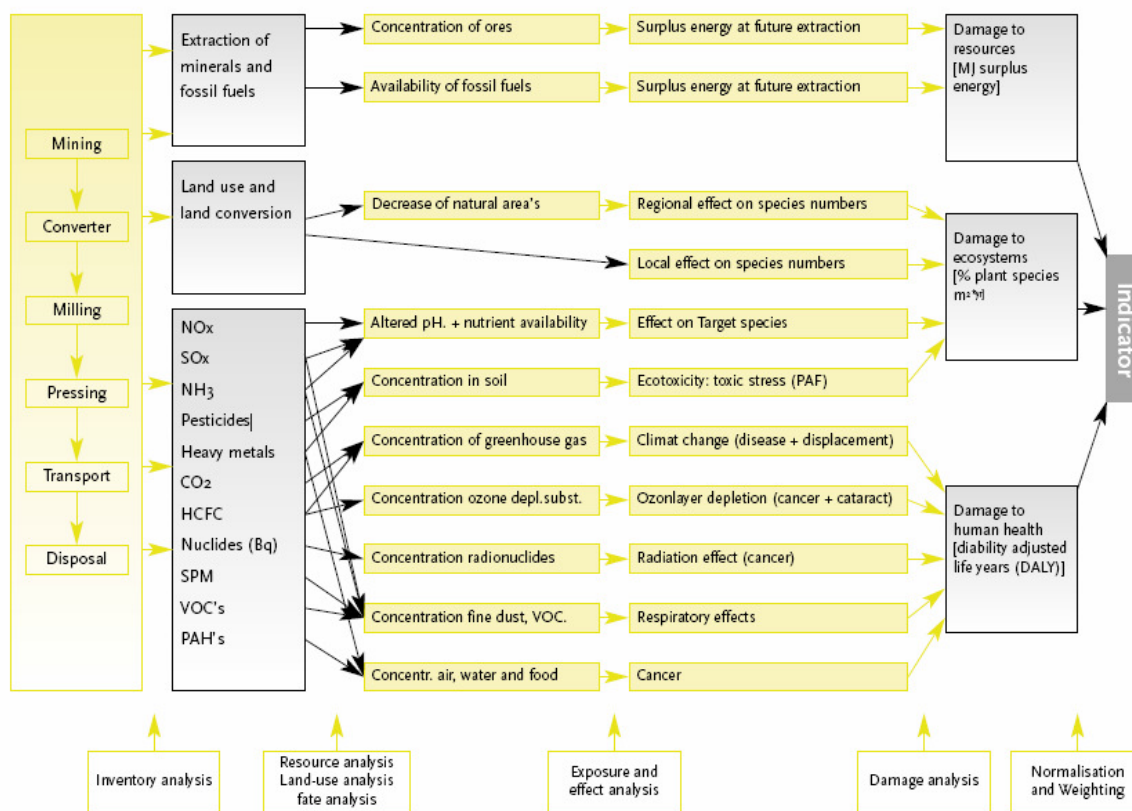 Mining
Converter
Milling
Pressing
Transport
Disposal
Extraction of
minerals and
fossil fuels
Land use and
land conversion
NOx
SOx
NH3
Pesticides|
Heavy metals
CO2
HCFC
Nuclides (Bq)
SPM
VOC's
PAH's
Concentration of ores
Availability of fossil fuels
Decrease of natural area's
Altered pH. + nutrient availability
Concentration in soil
Concentration of greenhouse gas
Concentration ozone depl.subst.
Concentration radionuclides
Concentration fine dust, VOC.
Concentr. air, water and food
Surplus energy at future extraction
Surplus energy at future extraction
Regional effect on species numbers
Local effect on species numbers
Effect on Target species
Ecotoxicity: toxic stress (PAF)
Climat change (disease + displacement)
Ozonlayer depletion (cancer + cataract)
Radiation effect (cancer)
Respiratory effects
Cancer
Damage to
resources
[MJ surplus
energy]
Damage to
ecosystems
[% plant species
m2*yr]
Damage to
human health
[diability adjusted
life years (DALY)]
Indicator
Inventory analysis
Resource analysis
Land-use analysis
fate analysis
Exposure and
effect analysis
Damage analysis
Normalisation
and Weighting